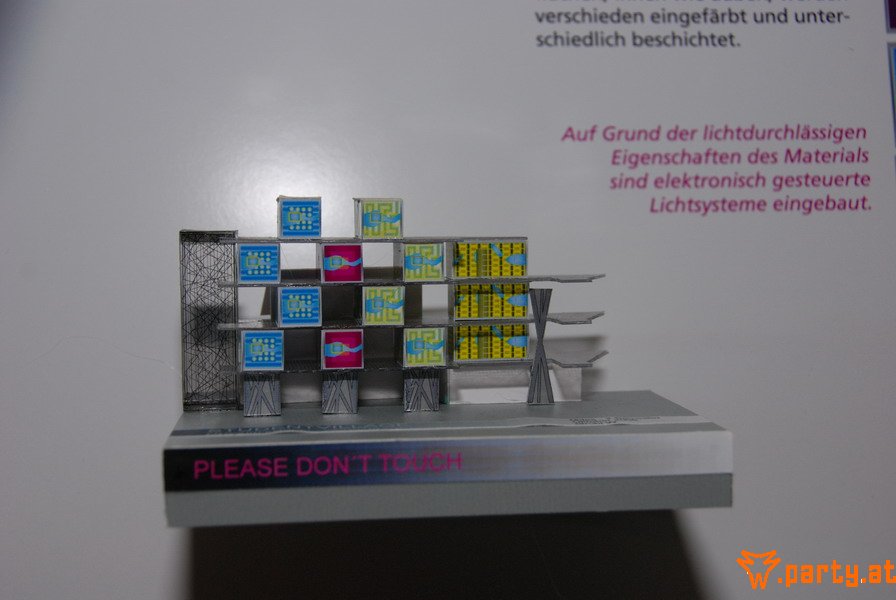 verschieden eingefärbt und unter-
schiedlich beschichtet.
Auf Grund der lichtdurchlässigen
Eigenschaften des Materials
sind elektronisch gesteuerte
Lichtsysteme eingebaut.
PLEASE DON´T TOUCH
w.party.at